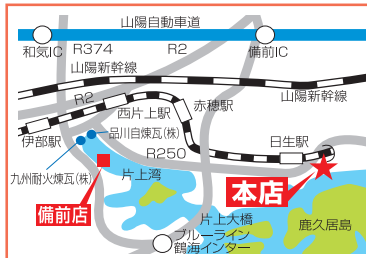 山陽自動車道
和気IC
R374
R2
備前IC
山陽新幹線
山陽新幹線
R2
西片上駅
赤穂駅
伊部駅
品川白煉瓦(株)
日生駅
R250
九州耐火煉瓦(株)
片上湾
本店
備前店
片上大橋
鹿久居島
ブルーライン
鶴海インター